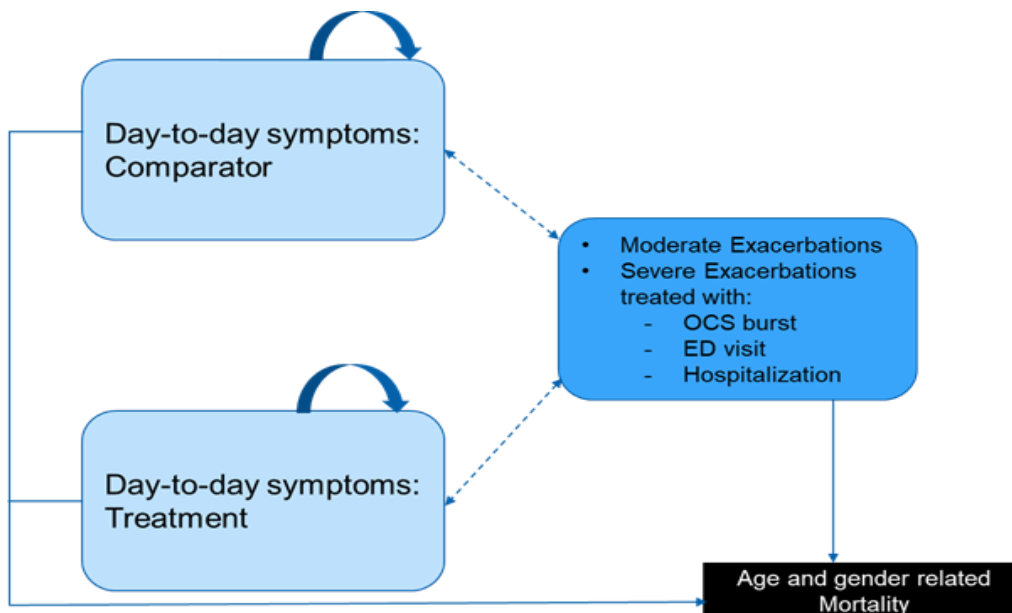 Day-to-day symptoms:
Comparator
• Moderate Exacerbations
• Severe Exacerbations
treated with:
- OCS burst
- ED visit
- Hospitalization
Day-to-day symptoms:
Treatment
Age and gender related
Mortality